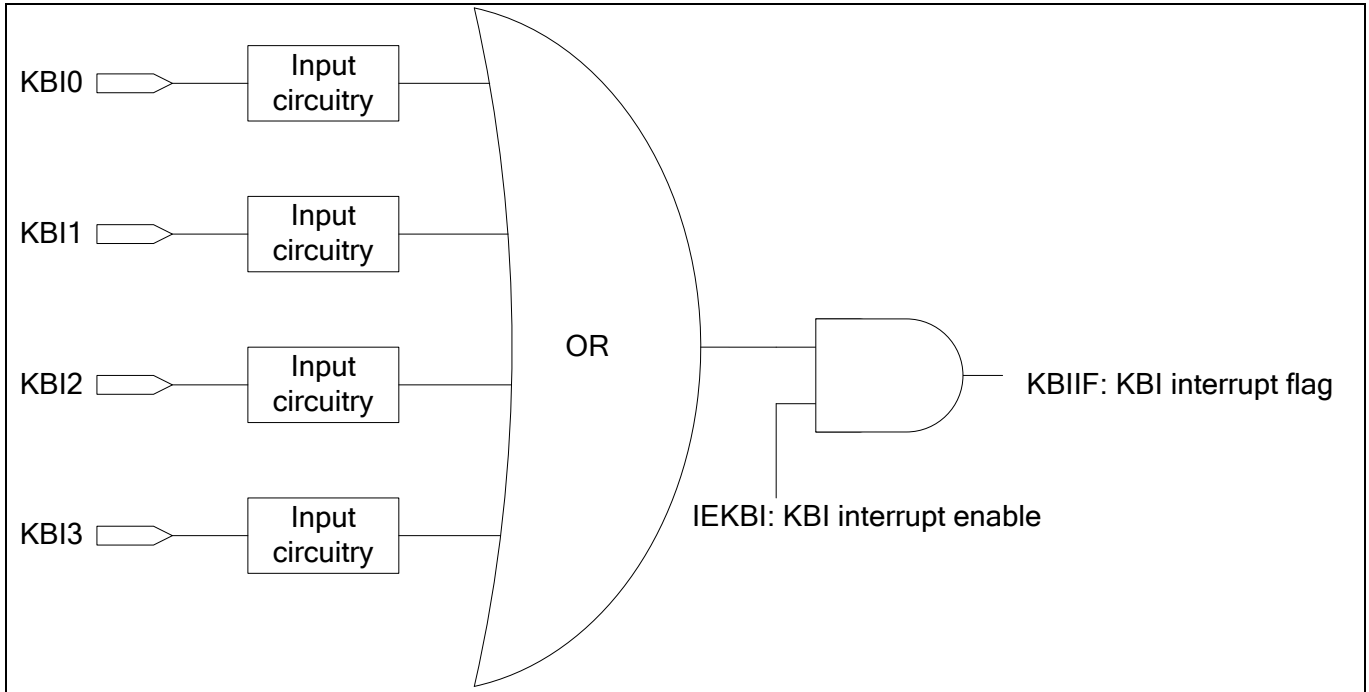 KBI0
Input
circuitry
KBI1
Input
circuitry
KBI2
Input
circuitry
KBI3
Input
circuitry
OR
KBIIF: KBI interrupt flag
IEKBI: KBI interrupt enable